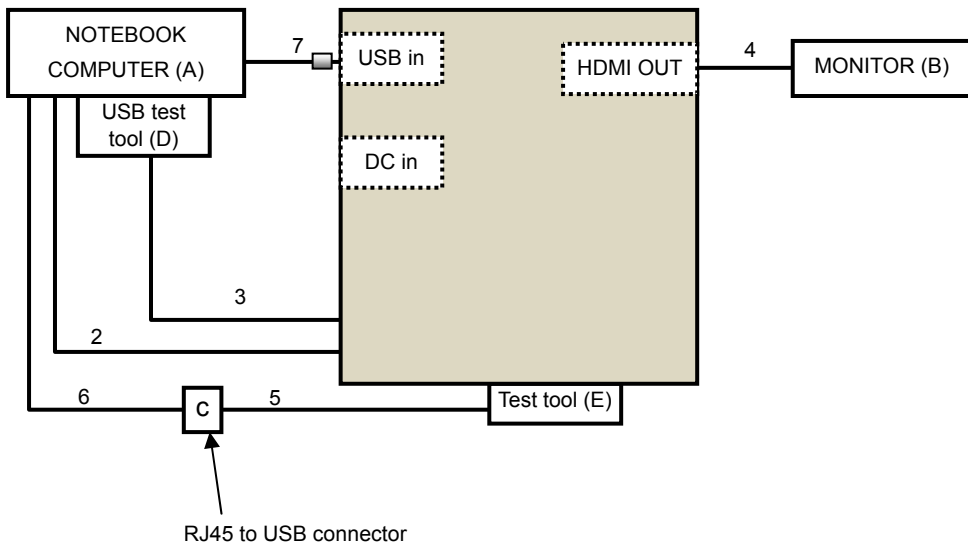 NOTEBOOK
COMPUTER (A)
USB test
tool (D)
7
USB in
HDMI OUT
4
MONITOR (B)
DC in
3
2
6
c
5
Test tool (E)
RJ45 to USB connector